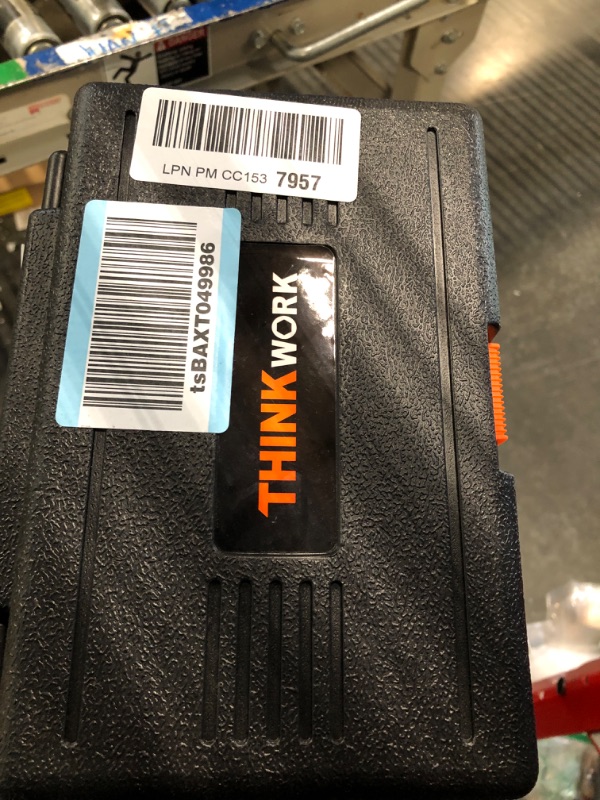 LPN PM CC153 7957
tsBAXT049986
THINKWORK